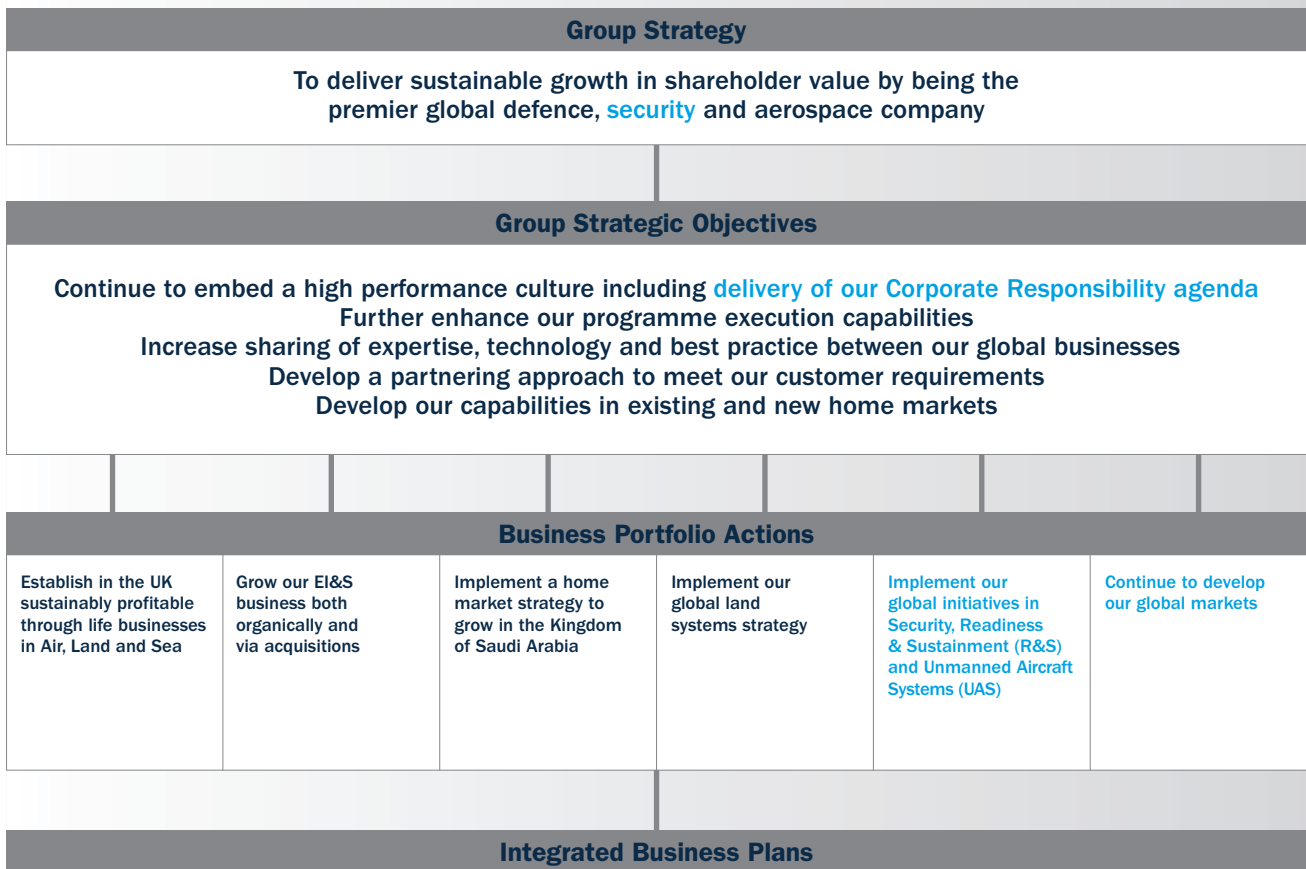 Group Strategy
To deliver sustainable growth in shareholder value by being the
premier global defence, security and aerospace company
Group Strategic Objectives
Continue to embed a high performance culture including delivery of our Corporate Responsibility agenda
Further enhance our programme execution capabilities
Increase sharing of expertise, technology and best practice between our global businesses
Develop a partnering approach to meet our customer requirements
Develop our capabilities in existing and new home markets
Business Portfolio Actions
Establish in the UK
sustainably profitable
through life businesses
in Air, Land and Sea
Grow our EI&S
business both
organically and
via acquisitions
Implement a home
market strategy to
grow in the Kingdom
of Saudi Arabia
Implement our
global land
systems strategy
Implement our
global initiatives in
Security, Readiness
& Sustainment (R&S)
and Unmanned Aircraft
Systems (UAS)
Continue to develop
our global markets
Integrated Business Plans